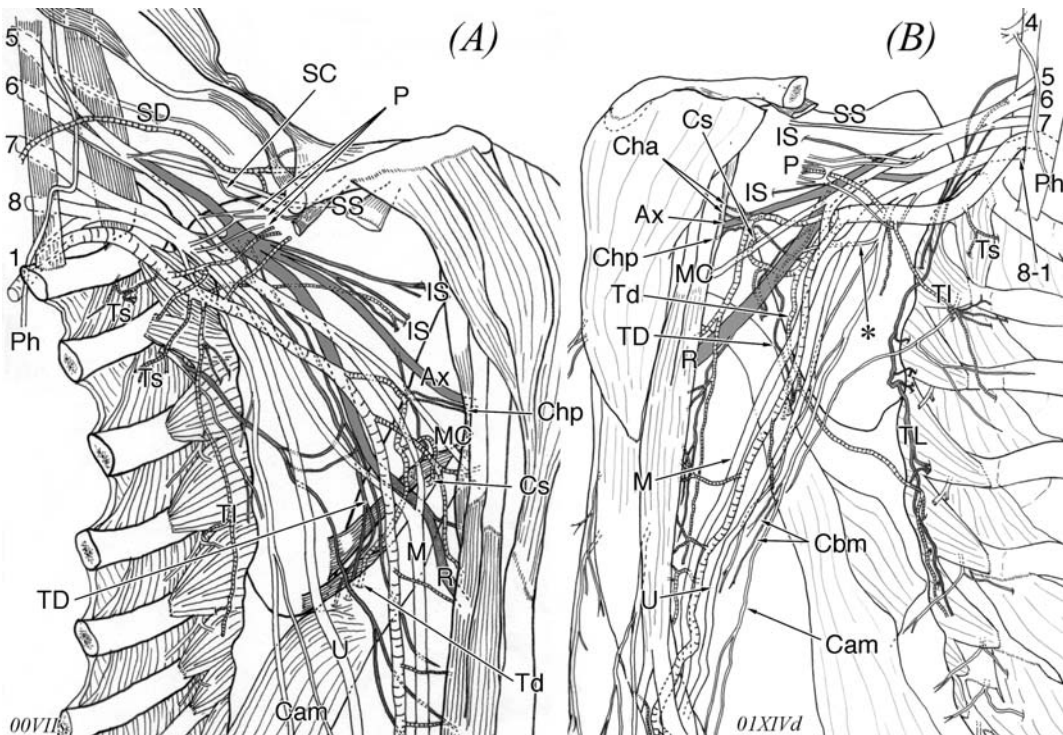 (A)
5
SC
P
6
SD
7
SS
8
1
IS
Ts
IS
Ph
Ax
Ts
Chp
MC
Cs
Tl
M
R
TD
U
Td
Cam
00VII
(B)
4
5
SS
6
Cs
IS
7
Cha
P
Ph
IS
Ax
Ts
Chp
8-1
MC
Tl
Td
TD
*
R
TL
M
Cbm
U
Cam
01XIVd